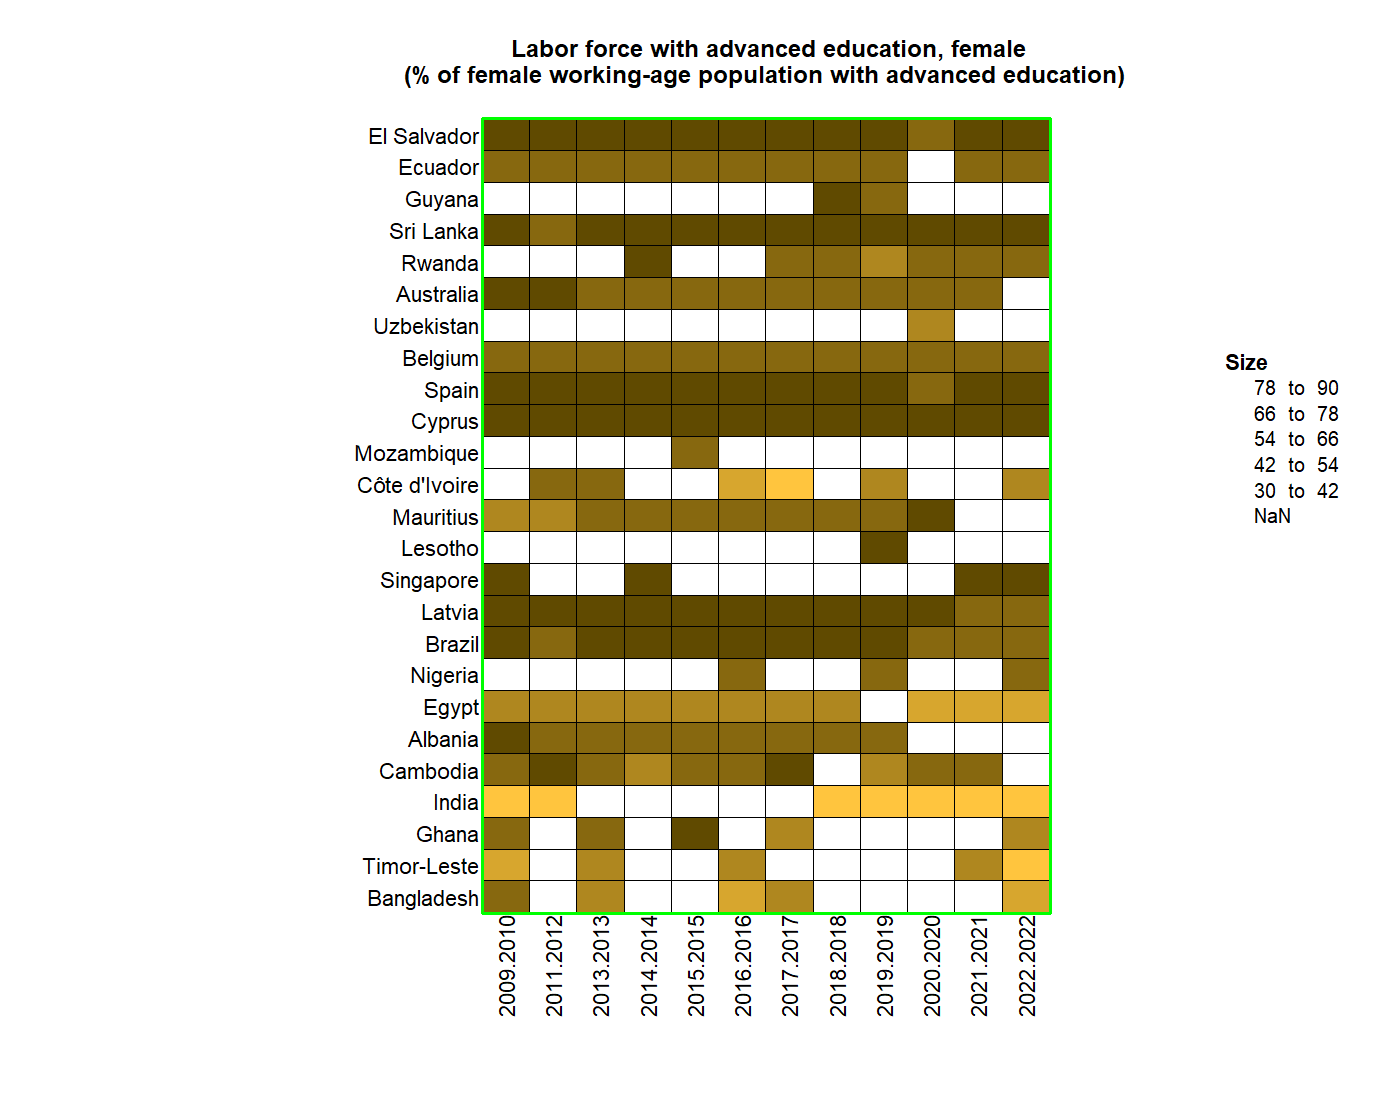 Labor force with advanced education, female
(% of female working-age population with advanced education)
El Salvador
Ecuador
Guyana
Sri Lanka
Rwanda
Australia
Uzbekistan
Belgium
Spain
Cyprus
Mozambique
Côte d'Ivoire
Mauritius
Lesotho
Singapore
Latvia
Brazil
Nigeria
Egypt
Albania
Cambodia
India
Ghana
Timor-Leste
Bangladesh
2009.2010
2011.2012
2013.2013
2014.2014
2015.2015
2016.2016
2017.2017
2018.2018
2019.2019
2020.2020
2021.2021
2022.2022
Size
78 to 90
66 to 78
54 to 66
42 to 54
30 to 42
NaN